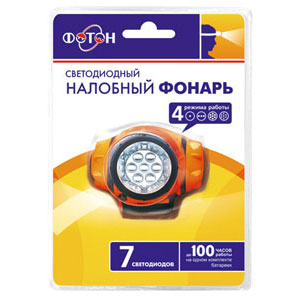 ФОТОН
СВЕТОДИОДНЫЙ
НАЛОБНЫЙ ФОНАРЬ
4 режима работы
7 СВЕТОДИОДОВ
до 100 ЧАСОВ работы
на одном комплекте
батареек